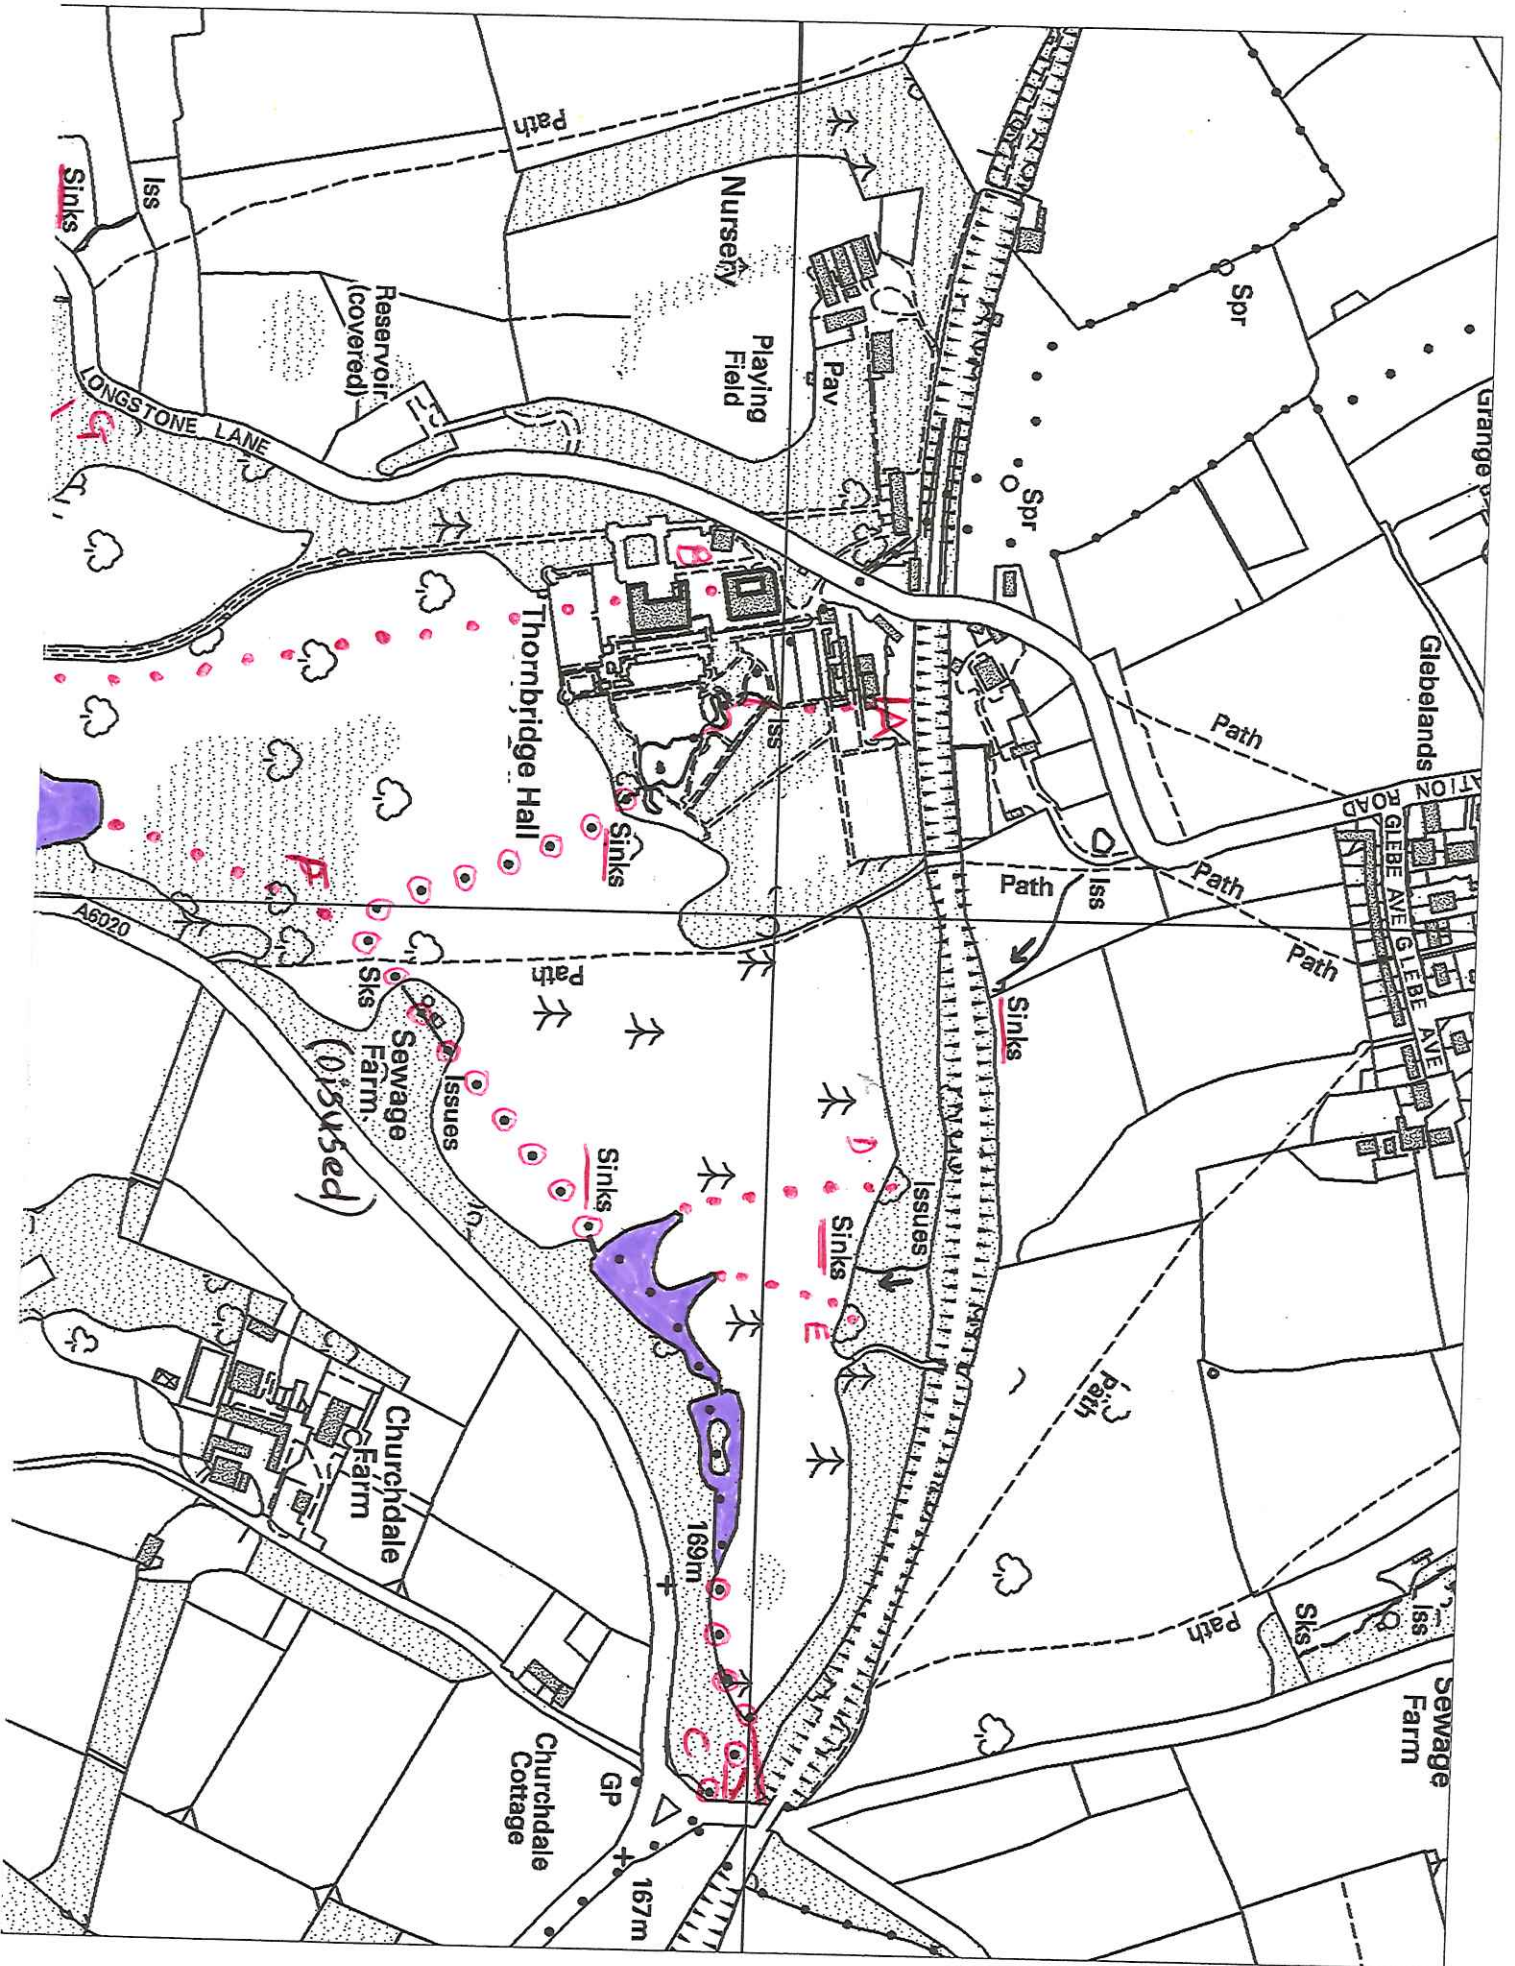 Path
Spr
Grange
Iss
Sinks
Nursery
Reservoir
(covered)
Playing
Field
Pav
Spr
LONGSTONE LANE
G
B
Thornbridge Hall
Iss
A
Path
Glebelands
ATION ROAD
GLEBE AVE
GLEBE AVE
Path
Path
Path
Iss
Sinks
Sinks
F
A6020
Sks
Path
Sewage
Farm
(Disused)
Issues
Sinks
D
Issues
Sinks
E
Path
Churchdale
Farm
169m
Path
Sks
Iss
Sewage
Farm
C
GP
Churchdale
Cottage
167m